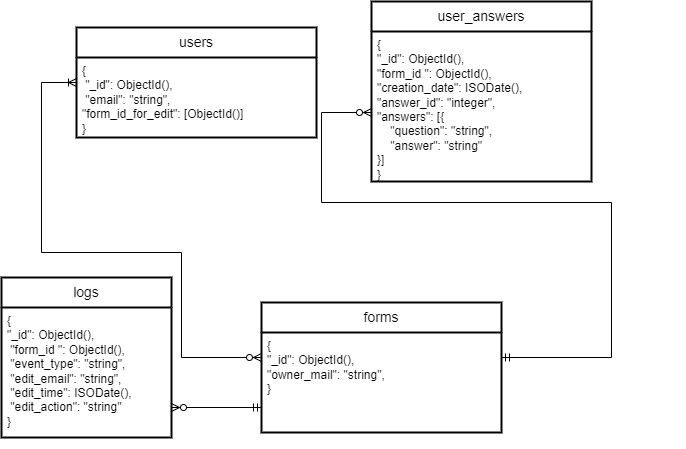 users
{
"_id": ObjectId(),
"email": "string",
"form_id_for_edit": [ObjectId()]
}
user_answers
{
"_id": ObjectId(),
"form_id ": ObjectId(),
"creation_date": ISODate(),
"answer_id": "integer",
"answers": [{
"question": "string",
"answer": "string"
}]
}
logs
{
"_id": ObjectId(),
"form_id ": ObjectId(),
"event_type": "string",
"edit_email": "string",
"edit_time": ISODate(),
"edit_action": "string"
}
forms
{
"_id": ObjectId(),
"owner_mail": "string",
}